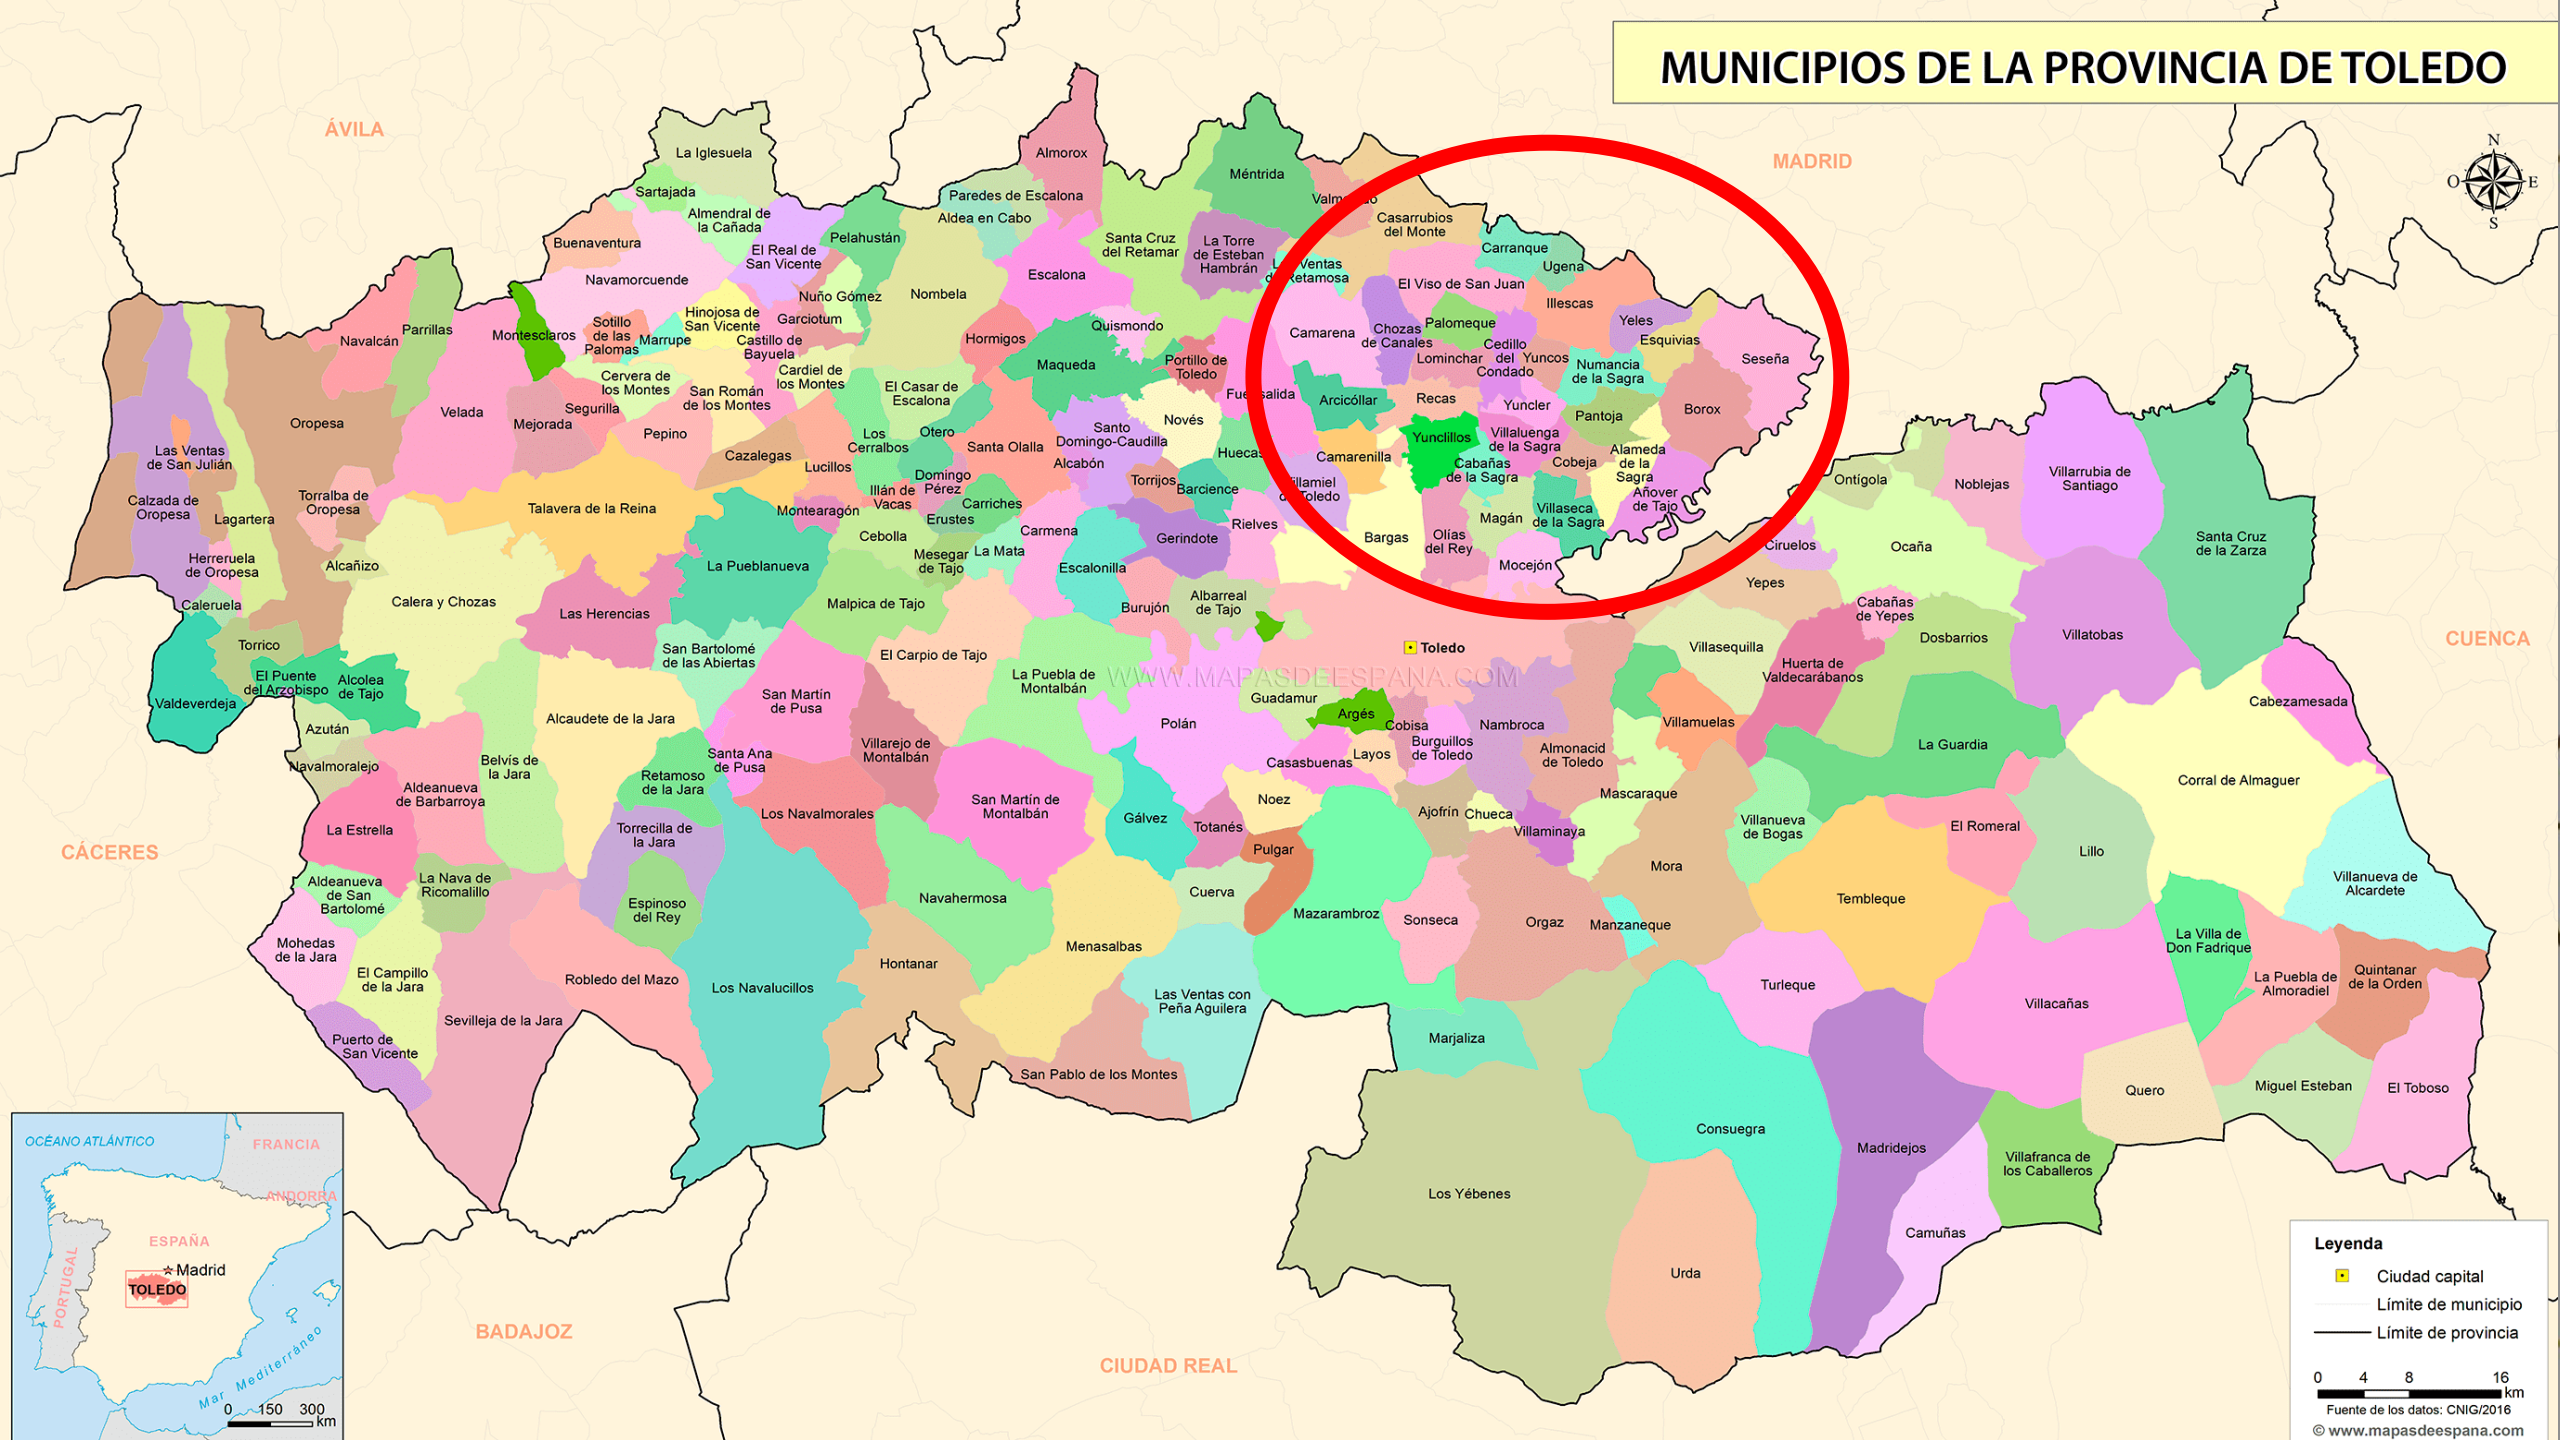 MUNICIPIOS DE LA PROVINCIA DE TOLEDO
ÁVILA
MADRID
CUENCA
CÁCERES
BADAJOZ
CIUDAD REAL
N
O
E
S
La Iglesuela
Almorox
Méntrida
Sartajada
Paredes de Escalona
Aldea en Cabo
Almendral de
la Cañada
Buenaventura
El Real de
San Vicente
Pelahustán
Santa Cruz
del Retamar
La Torre
de Esteban
Hambrán
Casarrubios
del Monte
Carranque
Ugena
Navamorcuende
Nuño Gómez
Nombela
Escalona
El Viso de San Juan
Illescas
Navalcán
Parrillas
Montesclaros
Sotillo
de las
Palomas
Marrupe
Hinojosa de
San Vicente
Garciotum
Castillo de
Bayuela
Hormigos
Quismondo
Maqueda
Portillo de
Toledo
Camarena
Chozas
de Canales
Palomeque
Lominchar
Cedillo
del
Condado
Yuncos
Yeles
Esquivias
Numancia
de la Sagra
Seseña
Cervera de
los Montes
San Román
de los Montes
Cardiel de
los Montes
El Casar de
Escalona
Arcicóllar
Recas
Yuncler
Pantoja
Borox
Velada
Mejorada
Segurilla
Pepino
Oropesa
Los
Cerralbos
Otero
Santa Olalla
Santo
Domingo-Caudilla
Novés
Huecas
Camarenilla
Yunclillos
Villaluenga
de la Sagra
Cabañas
de la Sagra
Cobeja
Alameda
de la
Sagra
Las Ventas
de San Julián
Cazalegas
Lucillos
Domingo
Pérez
Alcabón
Torrijos
Barcience
Añover
de Tajo
Calzada de
Oropesa
Torralba de
Oropesa
Lagartera
Talavera de la Reina
Montearagón
Illán de
Vacas
Carriches
Erustes
Carmena
Rielves
Magán
Villaseca
de la Sagra
Ontígola
Noblejas
Villarrubia de
Santiago
Santa Cruz
de la Zarza
Herreruela
de Oropesa
Alcañizo
Cebolla
Mesegar
de Tajo
La Mata
Gerindote
Bargas
Olías
del Rey
Mocejón
Ciruelos
Ocaña
Yepes
Caleruela
Calera y Chozas
Las Herencias
La Pueblanueva
Malpica de Tajo
Escalonilla
Burujón
Albarreal
de Tajo
Cabañas
de Yepes
Dosbarrios
Villatobas
Torrico
San Bartolomé
de las Abiertas
El Carpio de Tajo
Toledo
WWW.MAPASDEESPANA.COM
Villasequilla
Huerta de
Valdecarábanos
El Puente
del Arzobispo
Alcolea
de Tajo
Valdeverdeja
San Martín
de Pusa
La Puebla de
Montalbán
Guadamur
Polán
Argés
Cobisa
Nambroca
Villamuelas
Cabezamesada
Azután
Alcaudete de la Jara
Villarejo de
Montalbán
Burguillos
de Toledo
Layos
Casasbuenas
Almonacid
de Toledo
La Guardia
Navalmoralejo
Belvís de
la Jara
Santa Ana
de Pusa
Retamoso
de la Jara
Aldeanueva
de Barbarroya
Mascaraque
Corral de Almaguer
La Estrella
Torrecilla de
la Jara
Los Navalmorales
San Martín de
Montalbán
Gálvez
Totanés
Noez
Ajofrín
Chueca
Villaminaya
Villanueva
de Bogas
El Romeral
Lillo
Pulgar
Mora
Aldeanueva
de San
Bartolomé
La Nava de
Ricomalillo
Espinoso
del Rey
Navahermosa
Cuerva
Mazarambroz
Sonseca
Orgaz
Manzaneque
Tembleque
Villanueva de
Alcardete
Mohedas
de la Jara
El Campillo
de la Jara
Robledo del Mazo
Los Navalucillos
Hontanar
Menasalbas
La Villa de
Don Fadrique
La Puebla de
Almoradiel
Quintanar
de la Orden
Las Ventas con
Peña Aguilera
Turleque
Villacañas
Sevilleja de la Jara
Puerto de
San Vicente
San Pablo de los Montes
Marjaliza
Quero
Miguel Esteban
El Toboso
Consuegra
Madridejos
Villafranca de
los Caballeros
Los Yébenes
Camuñas
Urda
OCÉANO ATLÁNTICO
FRANCIA
ANDORRA
ESPAÑA
PORTUGAL
Madrid
TOLEDO
Mar Mediterráneo
0 150 300
km
Leyenda
Ciudad capital
Límite de municipio
Límite de provincia
0 4 8 16
km
Fuente de los datos: CNIG/2016
© www.mapasdeespana.com